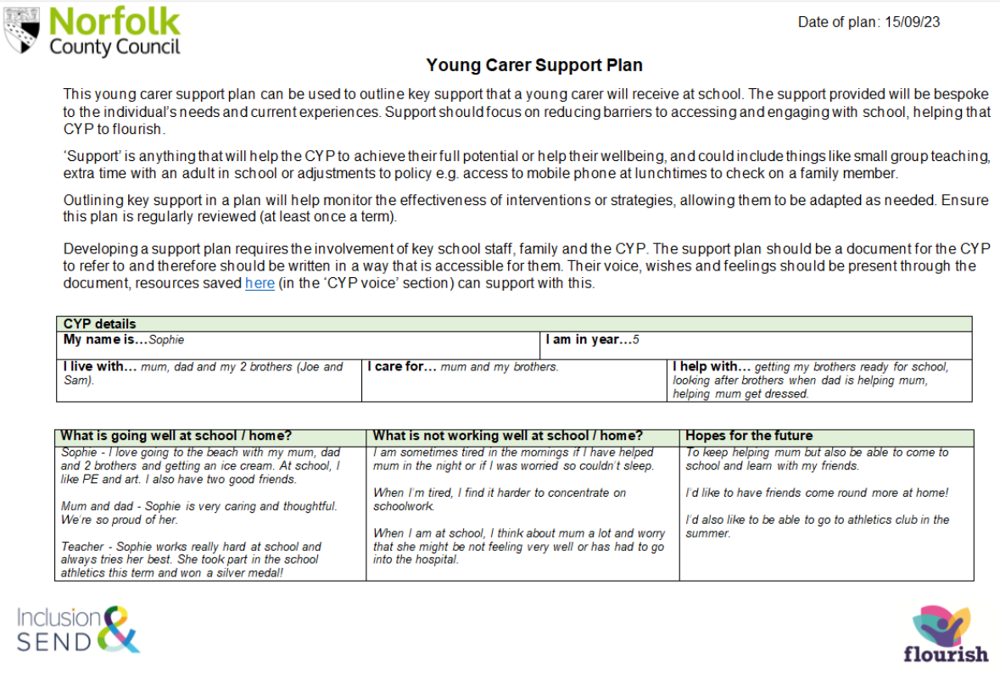 Norfolk
County Council
Date of plan: 15/09/23
Young Carer Support Plan
This young carer support plan can be used to outline key support that a young carer will receive at school. The support provided will be bespoke
to the individual's needs and current experiences. Support should focus on reducing barriers to accessing and engaging with school, helping that
CYP to flourish.
‘Support’ is anything that will help the CYP to achieve their full potential or help their wellbeing, and could include things like small group teaching,
extra time with an adult in school or adjustments to policy e.g. access to mobile phone at lunchtimes to check on a family member.
Outlining key support in a plan will help monitor the effectiveness of interventions or strategies, allowing them to be adapted as needed. Ensure
this plan is regularly reviewed (at least once a term).
Developing a support plan requires the involvement of key school staff, family and the CYP. The support plan should be a document for the CYP
to refer to and therefore should be written in a way that is accessible for them. Their voice, wishes and feelings should be present through the
document, resources saved here (in the ‘CYP voice’ section) can support with this.
CYP details
My name is…Sophie
I am in year…5
I live with… mum, dad and my 2 brothers (Joe and
Sam).
I care for… mum and my brothers.
I help with… getting my brothers ready for school,
looking after brothers when dad is helping mum,
helping mum get dressed.
What is going well at school / home?
Sophie - I love going to the beach with my mum, dad
and 2 brothers and getting an ice cream. At school, I
like PE and art. I also have two good friends.
Mum and dad - Sophie is very caring and thoughtful.
We're so proud of her.
Teacher - Sophie works really hard at school and
always tries her best. She took part in the school
athletics this term and won a silver medal!
What is not working well at school / home?
I am sometimes tired in the mornings if I have helped
mum in the night or if I was worried so couldn't sleep.
When I'm tired, I find it harder to concentrate on
schoolwork.
When I am at school, I think about mum a lot and worry
that she might be not feeling very well or has had to go
into the hospital.
Hopes for the future
To keep helping mum but also be able to come to
school and learn with my friends.
I'd like to have friends come round more at home!
I'd also like to be able to go to athletics club in the
summer.
Inclusion &
SEND
flourish